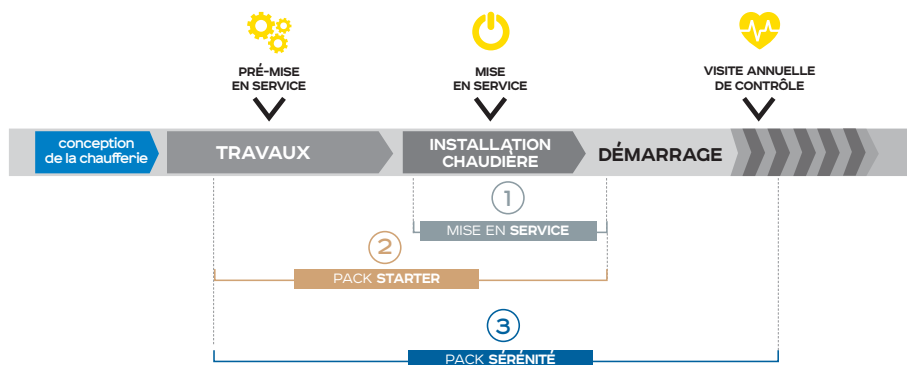 PRÉ-MISE
EN SERVICE
MISE
EN SERVICE
VISITE ANNUELLE
DE CONTRÔLE
conception
de la chaufferie
TRAVAUX
INSTALLATION
CHAUDIÈRE
DÉMARRAGE
1
MISE EN SERVICE
2
PACK STARTER
3
PACK SÉRÉNITÉ